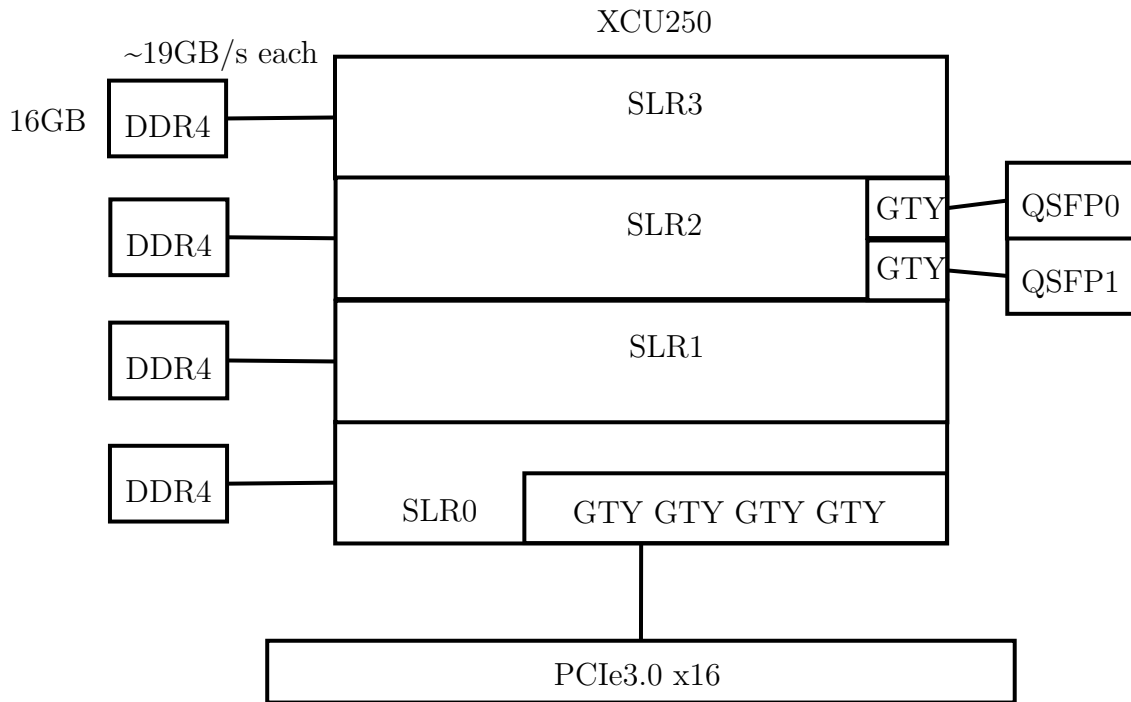 XCU250
~19GB/s each
16GB
DDR4
SLR3
DDR4
SLR2
GTY
QSFP0
GTY
QSFP1
DDR4
SLR1
DDR4
SLR0
GTY GTY GTY GTY
PCIe3.0 x16